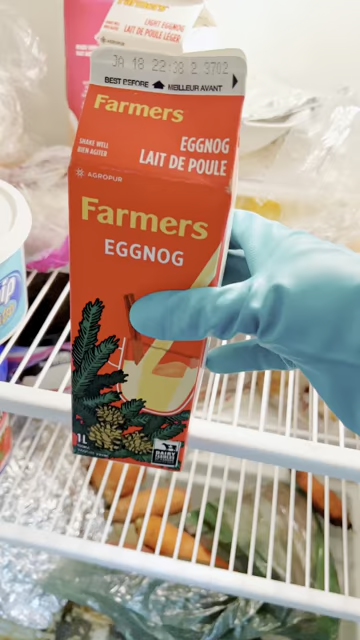 LIGHT EGGNOG
LAIT DE POULE LÉGER
JA 18 22:38 2 3702
BEST BEFORE MEILLEUR AVANT
Farmers
SHAKE WELL
BIEN AGITER
EGGNOG
LAIT DE POULE
AGROPUR
Farmers
EGGNOG
ip
1L